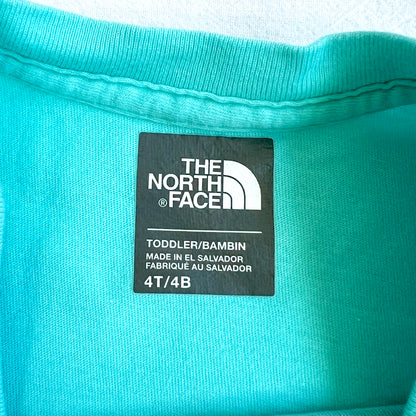 THE
NORTH
® FACE
TODDLER/BAMBIN
MADE IN EL SALVADOR
FABRIQUÉ AU SALVADOR
4T/4B